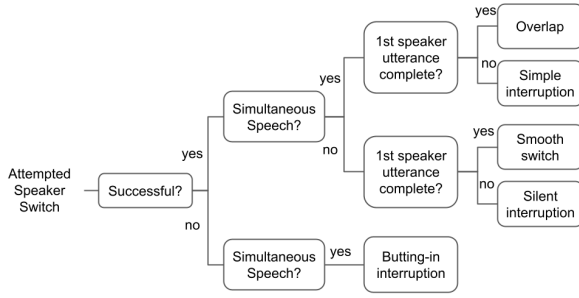 Attempted
Speaker
Switch
Successful?
yes
no
Simultaneous
Speech?
yes
no
1st speaker
utterance
complete?
yes
no
Overlap
Simple
interruption
1st speaker
utterance
complete?
yes
no
Smooth
switch
Silent
interruption
Simultaneous
Speech?
yes
Butting-in
interruption